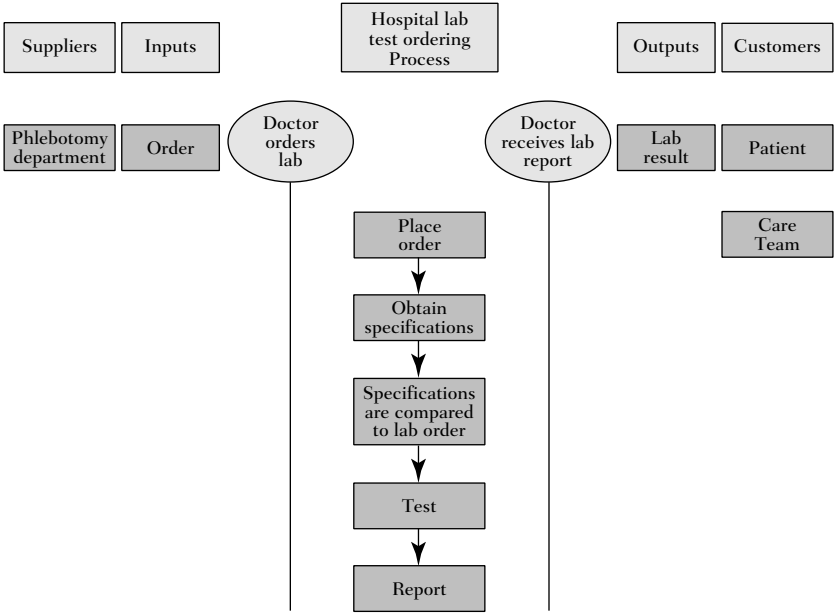 Suppliers
Inputs
Hospital lab
test ordering
Process
Outputs
Customers
Phlebotomy
department
Order
Doctor
orders
lab
Doctor
receives lab
report
Lab
result
Patient
Care
Team
Place
order
Obtain
specifications
Specifications
are compared
to lab order
Test
Report